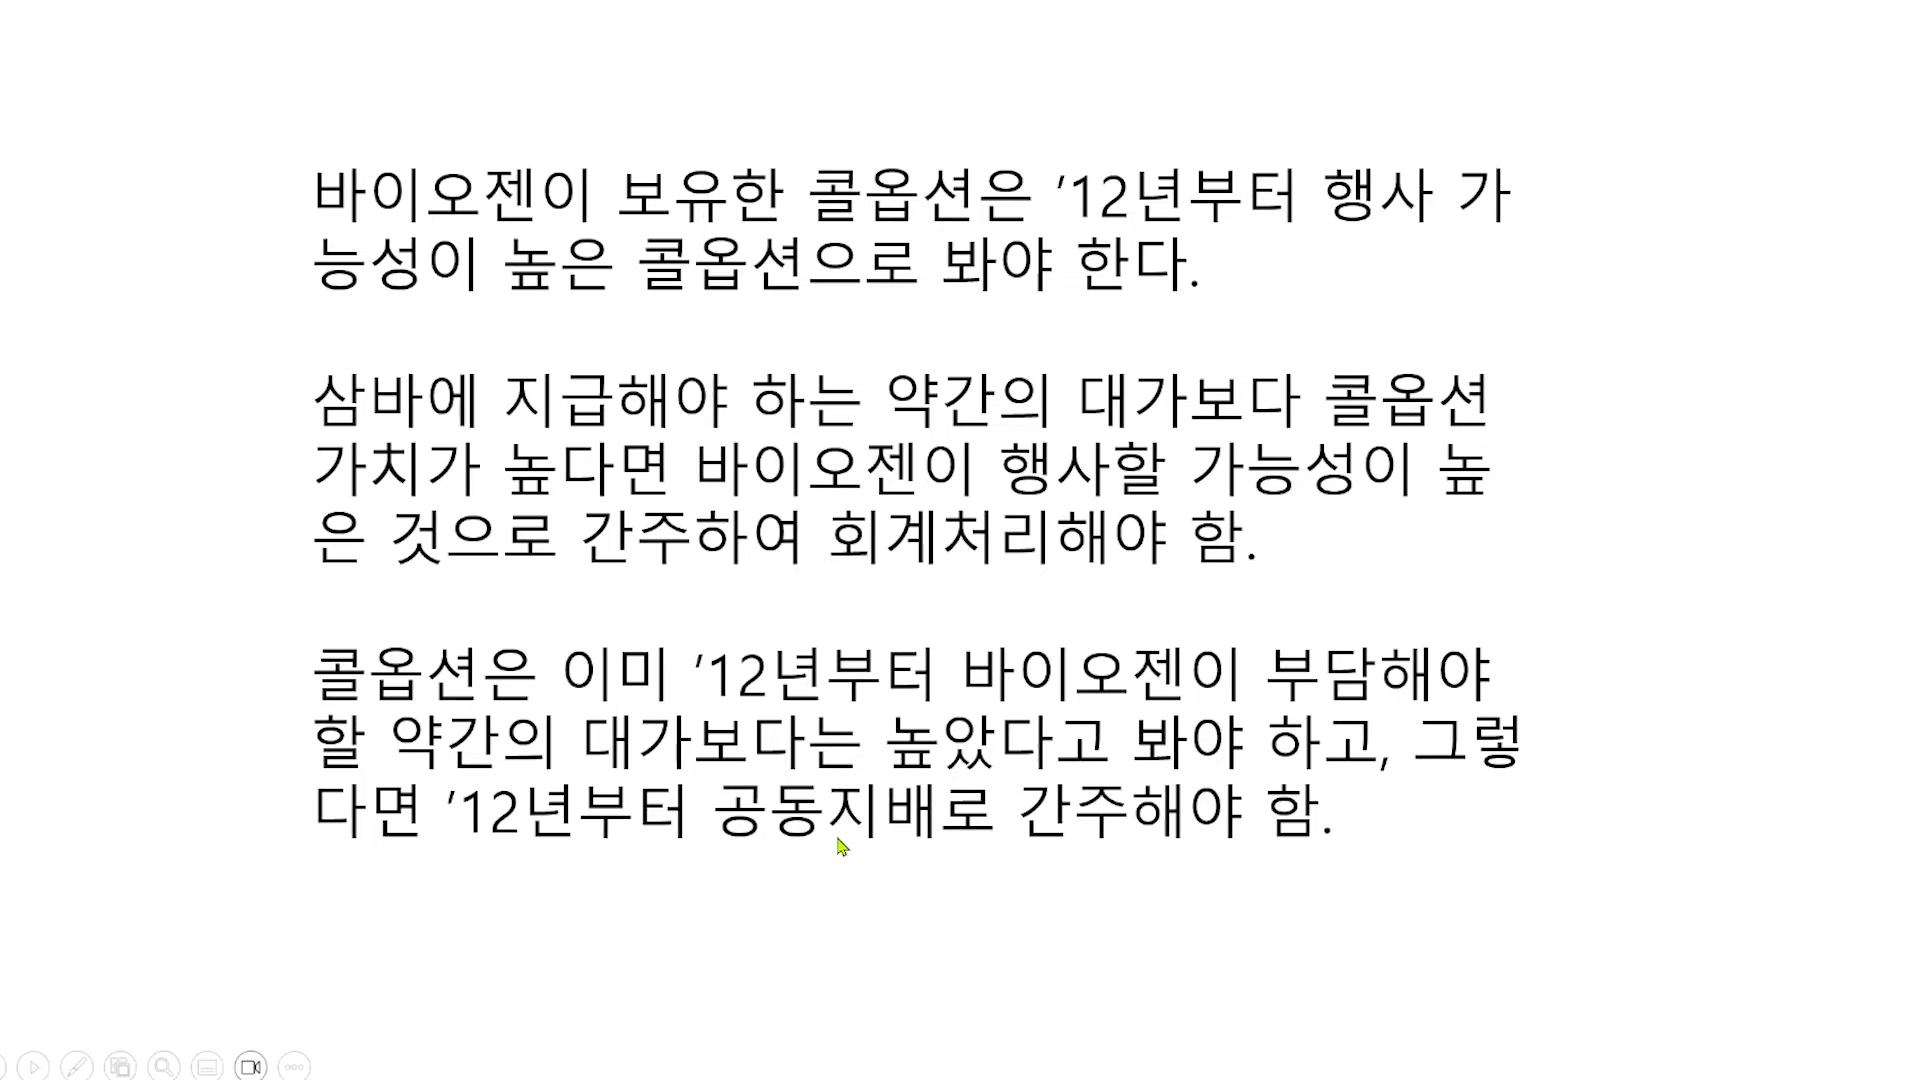 바이오젠이 보유한 콜옵션은 ’12년부터 행사 가
능성이 높은 콜옵션으로 봐야 한다.
삼바에 지급해야 하는 약간의 대가보다 콜옵션
가치가 높다면 바이오젠이 행사할 가능성이 높
은 것으로 간주하여 회계처리해야 함.
콜옵션은 이미 ’12년부터 바이오젠이 부담해야
할 약간의 대가보다는 높았다고 봐야 하고, 그렇
다면 ’12년부터 공동지배로 간주해야 함.